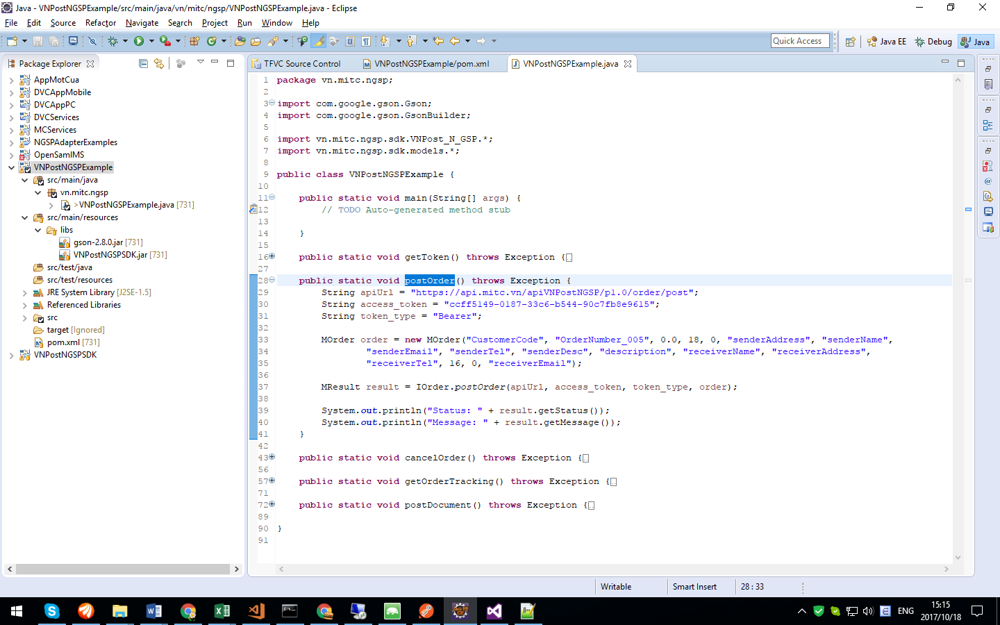 Java - VNPostNGSPExample/src/main/java/vn/mitc/ngsp/VNPostNGSPExample.java - Eclipse
File Edit Source Refactor Navigate Search Project Run Window Help
Quick Access
Java EE
Debug
Java
Package Explorer
TFVC Source Control
VNPostNGSPExample/pom.xml
VNPostNGSPExample.java
AppMotCua
DVCAppMobile
DVCAppPC
DVCServices
MCServices
NGSPAdapterExamples
OpenSamlMS
VNPostNGSPExample
src/main/java
vn.mitc.ngsp
>VNPostNGSPExample.java [731]
src/main/resources
libs
gson-2.8.0.jar [731]
VNPostNGSPSDK.jar [731]
src/test/java
src/test/resources
JRE System Library [J2SE-1.5]
Referenced Libraries
src
target [Ignored]
pom.xml [731]
VNPostNGSPSDK
1 package vn.mitc.ngsp;
2
3 import com.google.gson.Gson;
4 import com.google.gson.GsonBuilder;
5
6 import vn.mitc.ngsp.sdk.VNPost_N_GSP.*;
7 import vn.mitc.ngsp.sdk.models.*;
8
9 public class VNPostNGSPExample {
10
11 public static void main(String[] args) {
12 // TODO Auto-generated method stub
13
14 }
15
16 public static void getToken() throws Exception {
27
28 public static void postOrder() throws Exception {
29 String apiUrl = "https://api.mitc.vn/apiVNPostNGSP/p1.0/order/post";
30 String access_token = "ccff5149-0187-33c6-b544-90c7fb8e9615";
31 String token_type = "Bearer";
32
33 MOrder order = new MOrder("CustomerCode", "OrderNumber_005", 0.0, 18, 0, "senderAddress", "senderName",
34 "senderEmail", "senderTel", "senderDesc", "description", "receiverName", "receiverAddress",
35 "receiverTel", 16, 0, "receiverEmail");
36
37 MResult result = IOrder.postOrder(apiUrl, access_token, token_type, order);
38
39 System.out.println("Status: " + result.getStatus());
40 System.out.println("Message: " + result.getMessage());
41 }
42
43 public static void cancelOrder() throws Exception {
56
57 public static void getOrderTracking() throws Exception {
71
72 public static void postDocument() throws Exception {
89
90 }
91
Writable
Smart Insert
28 : 33
ENG
15:15
2017/10/18